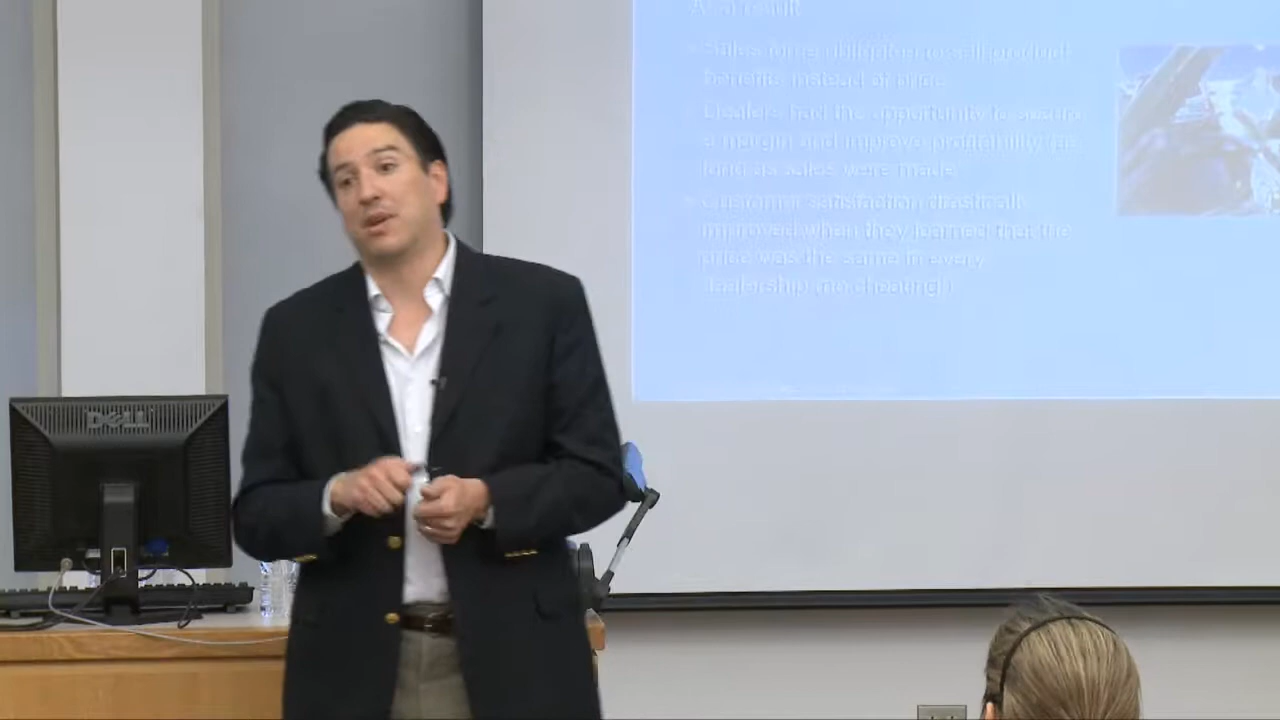 As a result
Sales force obligation to sell product
benefits instead of price
Dealers had the opportunity to
a margin and improve profitability (as
long as sales were made
Customer satisfaction drastically
improved when they learned that the
price was the same in every
dealership (no cheating!)
DELL